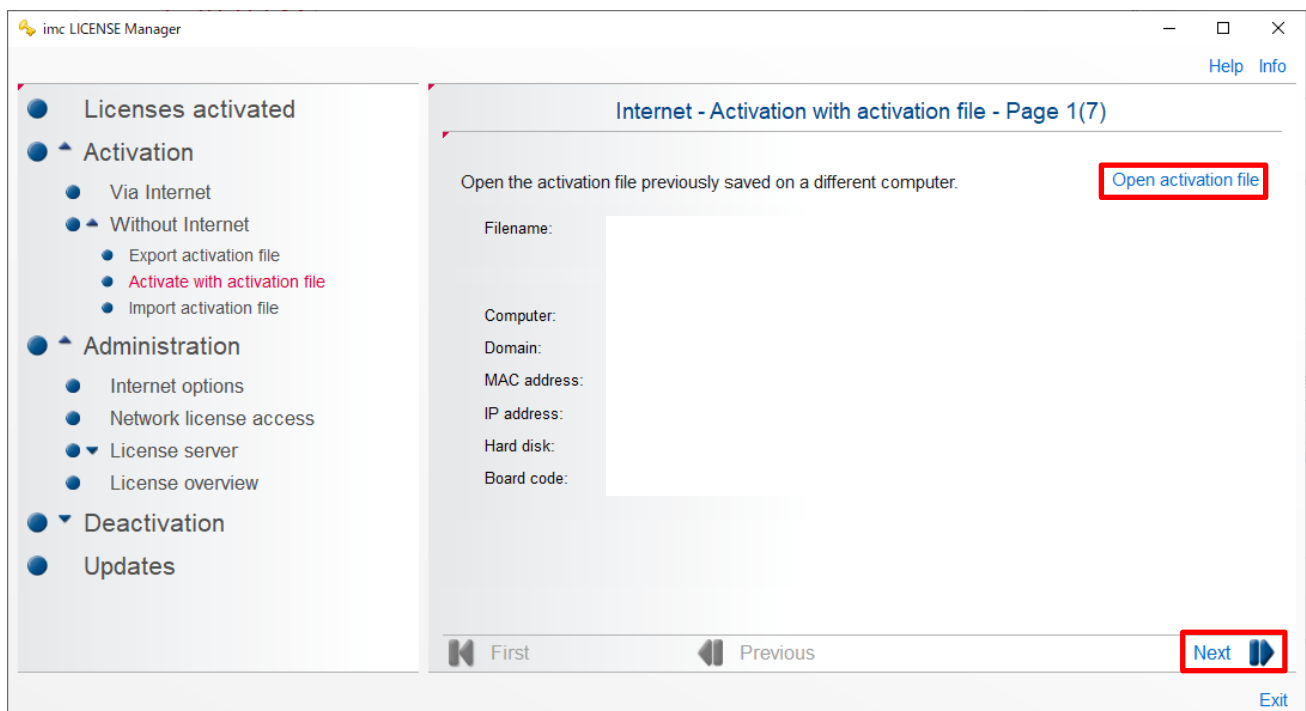 imc LICENSE Manager
Help Info
Licenses activated
Activation
Via Internet
Without Internet
Export activation file
Activate with activation file
Import activation file
Administration
Internet options
Network license access
License server
License overview
Deactivation
Updates
Internet - Activation with activation file - Page 1(7)
Open the activation file previously saved on a different computer.
Open activation file
Filename:
Computer:
Domain:
MAC address:
IP address:
Hard disk:
Board code:
First
Previous
Next
Exit